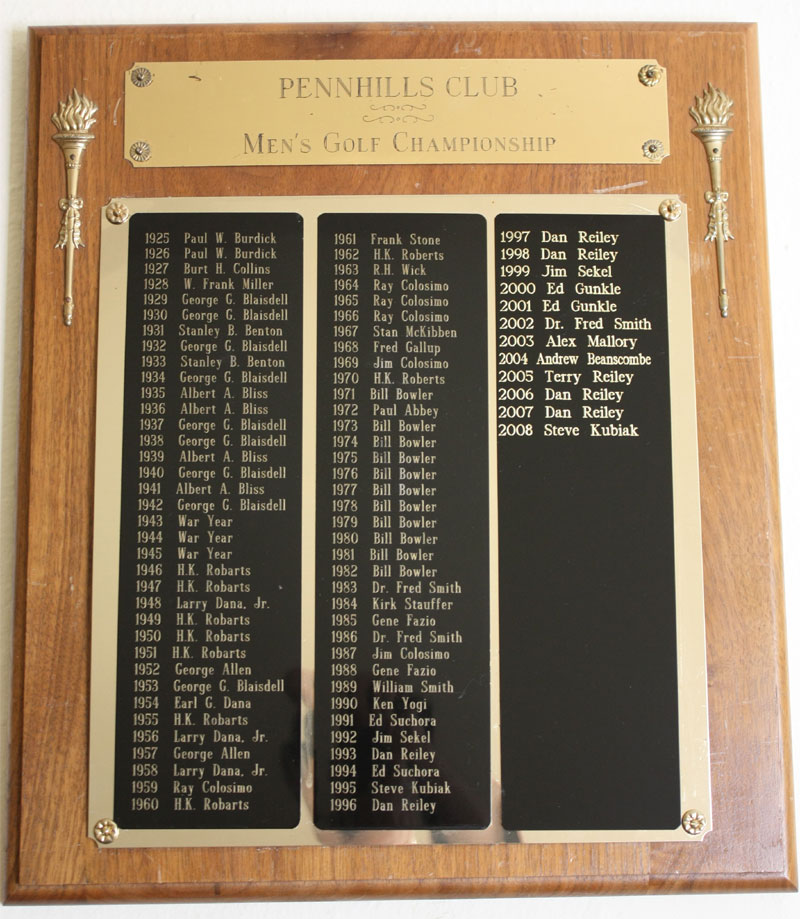 PENNHILLS CLUB
MEN'S GOLF CHAMPIONSHIP
1925 Paul W. Burdick
1926 Paul W. Burdick
1927 Burt H. Collins
1928 W. Frank Miller
1929 George G. Blaisdell
1930 George G. Blaisdell
1931 Stanley B. Benton
1932 George G. Blaisdell
1933 Stanley B. Benton
1934 George G. Blaisdell
1935 Albert A. Bliss
1936 Albert A. Bliss
1937 George G. Blaisdell
1938 George G. Blaisdell
1939 Albert A. Bliss
1940 George G. Blaisdell
1941 Albert A. Bliss
1942 George G. Blaisdell
1943 War Year
1944 War Year
1945 War Year
1946 H.K. Robarts
1947 H.K. Robarts
1948 Larry Dana, Jr.
1949 H.K. Robarts
1950 H.K. Robarts
1951 H.K. Robarts
1952 George Allen
1953 George G. Blaisdell
1954 Earl G. Dana
1955 H.K. Robarts
1956 Larry Dana, Jr.
1957 George Allen
1958 Larry Dana, Jr.
1959 Ray Colosimo
1960 H.K. Robarts
1961 Frank Stone
1962 H.K. Roberts
1963 R.H. Wick
1964 Ray Colosimo
1965 Ray Colosimo
1966 Ray Colosimo
1967 Stan McKibben
1968 Fred Gallup
1969 Jim Colosimo
1970 H.K. Roberts
1971 Bill Bowler
1972 Paul Abbey
1973 Bill Bowler
1974 Bill Bowler
1975 Bill Bowler
1976 Bill Bowler
1977 Bill Bowler
1978 Bill Bowler
1979 Bill Bowler
1980 Bill Bowler
1981 Bill Bowler
1982 Bill Bowler
1983 Dr. Fred Smith
1984 Kirk Stauffer
1985 Gene Fazio
1986 Dr. Fred Smith
1987 Jim Colosimo
1988 Gene Fazio
1989 William Smith
1990 Ken Yogi
1991 Ed Suchora
1992 Jim Sekel
1993 Dan Reiley
1994 Ed Suchora
1995 Steve Kubiak
1996 Dan Reiley
1997 Dan Reiley
1998 Dan Reiley
1999 Jim Sekel
2000 Ed Gunkle
2001 Ed Gunkle
2002 Dr. Fred Smith
2003 Alex Mallory
2004 Andrew Beanscombe
2005 Terry Reiley
2006 Dan Reiley
2007 Dan Reiley
2008 Steve Kubiak